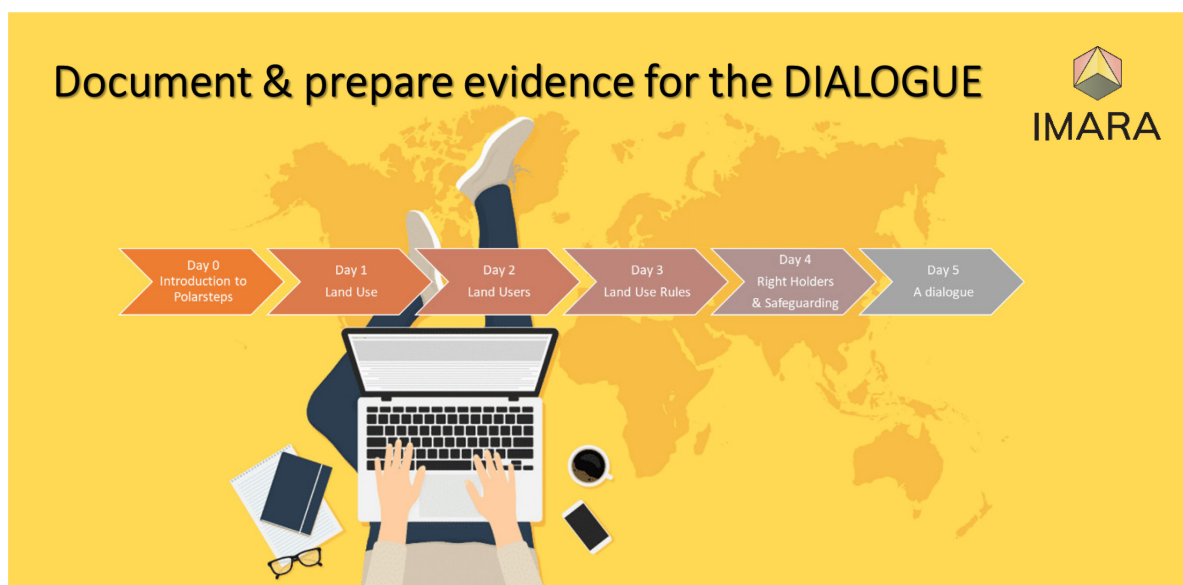 Document & prepare evidence for the DIALOGUE
IMARA
Day 0
Introduction to
Polarsteps
Day 1
Land Use
Day 2
Land Users
Day 3
Land Use Rules
Day 4
Right Holders
& Safeguarding
Day 5
A dialogue